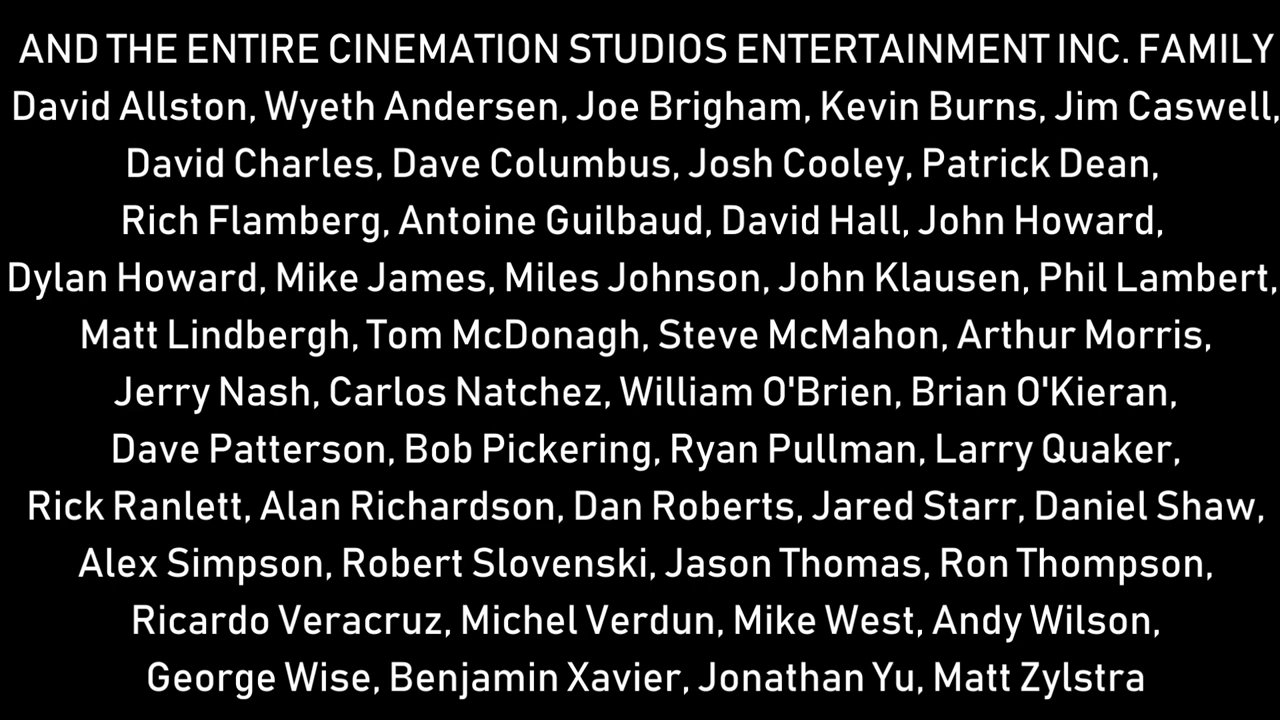 AND THE ENTIRE CINEMATION STUDIOS ENTERTAINMENT INC. FAMILY
David Allston, Wyeth Andersen, Joe Brigham, Kevin Burns, Jim Caswell,
David Charles, Dave Columbus, Josh Cooley, Patrick Dean,
Rich Flamberg, Antoine Guilbaud, David Hall, John Howard,
Dylan Howard, Mike James, Miles Johnson, John Klausen, Phil Lambert,
Matt Lindbergh, Tom McDonagh, Steve McMahon, Arthur Morris,
Jerry Nash, Carlos Natchez, William O'Brien, Brian O'Kieran,
Dave Patterson, Bob Pickering, Ryan Pullman, Larry Quaker,
Rick Ranlett, Alan Richardson, Dan Roberts, Jared Starr, Daniel Shaw,
Alex Simpson, Robert Slovenski, Jason Thomas, Ron Thompson,
Ricardo Veracruz, Michel Verdun, Mike West, Andy Wilson,
George Wise, Benjamin Xavier, Jonathan Yu, Matt Zylstra